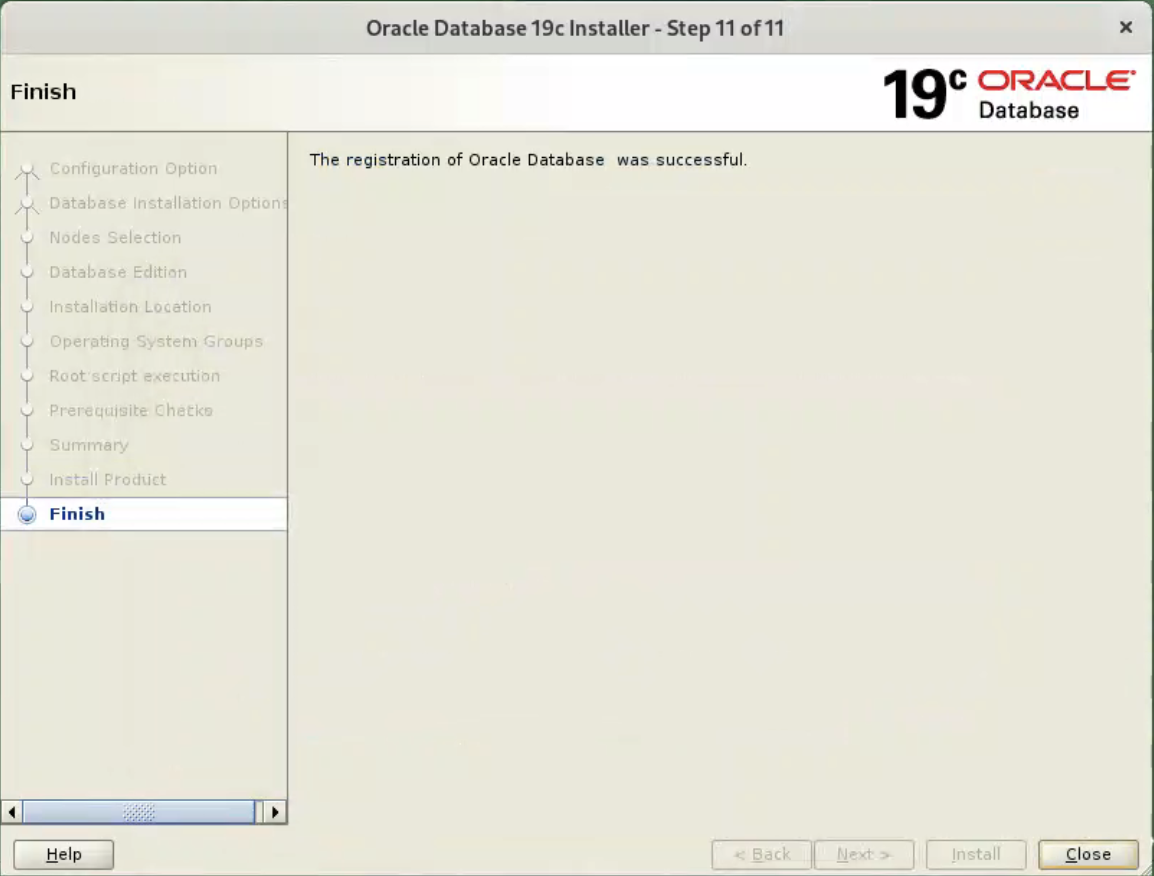 Oracle Database 19c Installer - Step 11 of 11
×
Finish
19c ORACLE
Database
Configuration Option
Database Installation Options
Nodes Selection
Database Edition
Installation Location
Operating System Groups
Root script execution
Prerequisite Checks
Summary
Install Product
Finish
The registration of Oracle Database  was successful.
Help
< Back
Next >
Install
Close